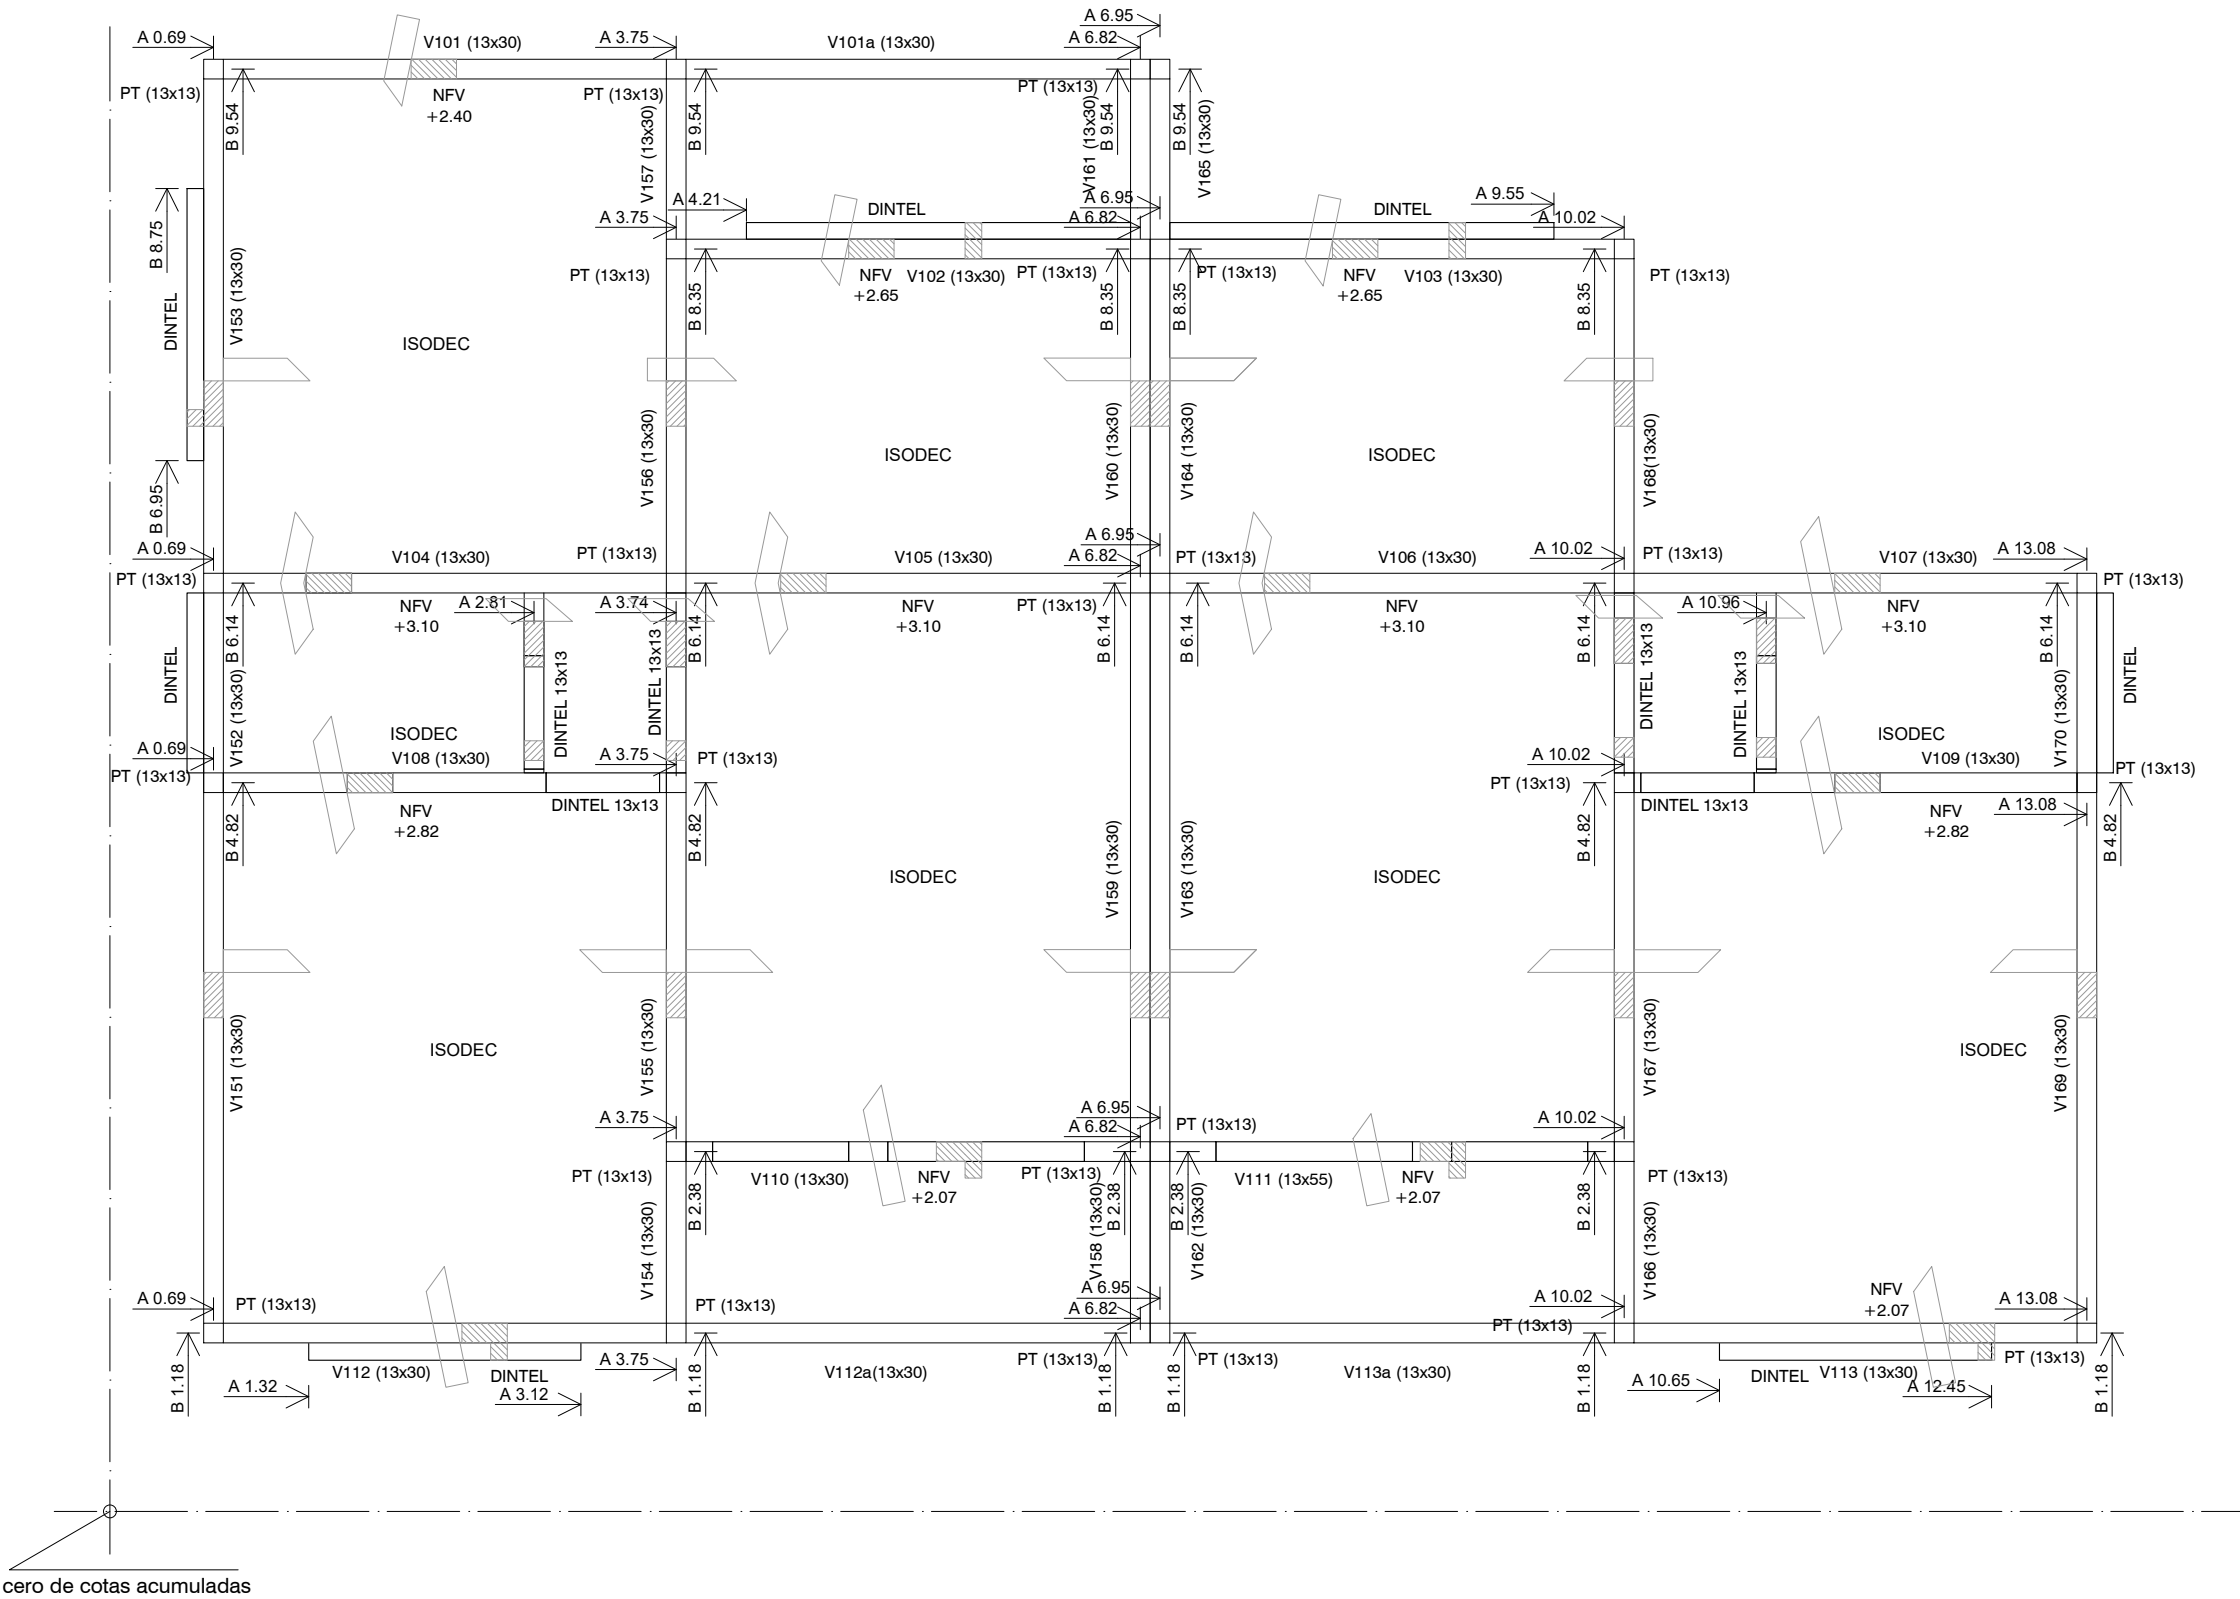 A 6.95
A 0.69
V101 (13x30)
A 3.75
V101a (13x30)
A 6.82
PT (13x13)
NFV
+2.40
PT (13x13)
PT (13x13)
B 9.54
V157 (13x30)
B 9.54
V161 (13x30)
B 9.54
B 9.54
V165 (13x30)
B 8.75
DINTEL
V153 (13x30)
A 4.21
A 3.75
DINTEL
A 6.95
A 6.82
DINTEL
A 9.55
A 10.02
PT (13x13)
NFV
+2.65
V102 (13x30)
PT (13x13)
PT (13x13)
NFV
+2.65
V103 (13x30)
PT (13x13)
B 8.35
B 8.35
B 8.35
B 8.35
ISODEC
ISODEC
ISODEC
V156 (13x30)
V160 (13x30)
V164 (13x30)
V168(13x30)
B 6.95
A 0.69
V104 (13x30)
PT (13x13)
V105 (13x30)
A 6.95
A 6.82
PT (13x13)
V106 (13x30)
A 10.02
PT (13x13)
V107 (13x30)
A 13.08
PT (13x13)
PT (13x13)
NFV
+3.10
A 2.81
A 3.74
NFV
+3.10
PT (13x13)
NFV
+3.10
A 10.96
NFV
+3.10
B 6.14
B 6.14
B 6.14
B 6.14
B 6.14
B 6.14
DINTEL
V152 (13x30)
DINTEL 13x13
DINTEL 13x13
DINTEL 13x13
DINTEL 13x13
V170 (13x30)
DINTEL
ISODEC
ISODEC
A 0.69
V108 (13x30)
A 3.75
PT (13x13)
A 10.02
V109 (13x30)
PT (13x13)
PT (13x13)
PT (13x13)
NFV
+2.82
DINTEL 13x13
DINTEL 13x13
NFV
+2.82
A 13.08
B 4.82
B 4.82
B 4.82
B 4.82
ISODEC
ISODEC
V159 (13x30)
V163 (13x30)
V151 (13x30)
ISODEC
V155 (13x30)
V167 (13x30)
ISODEC
V169 (13x30)
A 3.75
A 6.95
A 6.82
PT (13x13)
A 10.02
PT (13x13)
V110 (13x30)
NFV
+2.07
PT (13x13)
V111 (13x55)
NFV
+2.07
PT (13x13)
B 2.38
B 2.38
B 2.38
B 2.38
V154 (13x30)
V158 (13x30)
V162 (13x30)
V166 (13x30)
A 0.69
PT (13x13)
PT (13x13)
A 6.95
A 6.82
A 10.02
PT (13x13)
NFV
+2.07
A 13.08
V112 (13x30)
DINTEL
A 3.75
V112a(13x30)
PT (13x13)
PT (13x13)
V113a (13x30)
DINTEL
V113 (13x30)
PT (13x13)
A 1.32
A 3.12
A 10.65
A 12.45
B 1.18
B 1.18
B 1.18
B 1.18
B 1.18
B 1.18
cero de cotas acumuladas